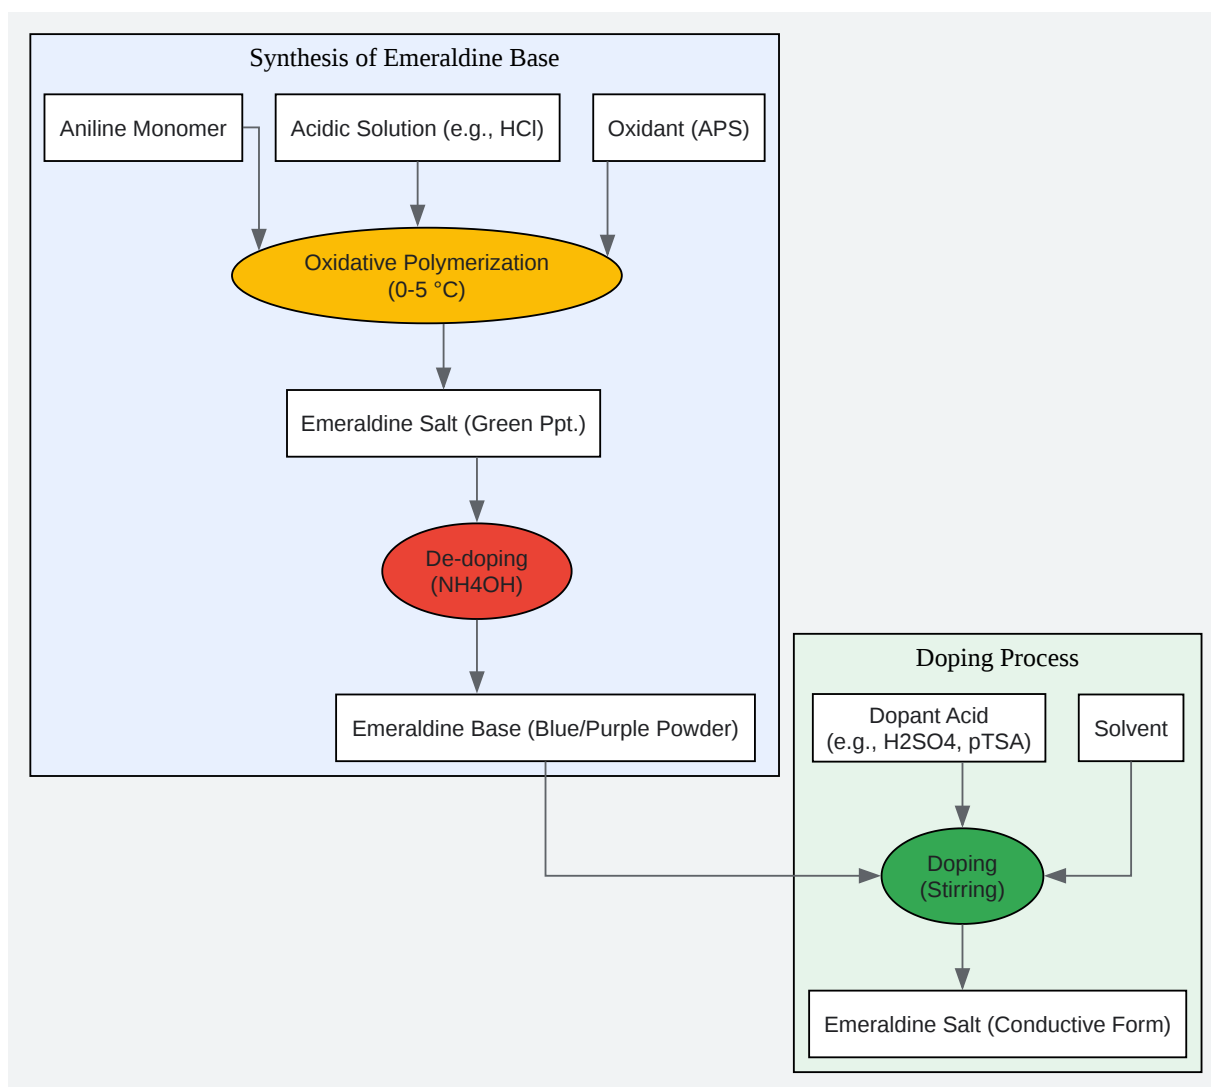 Synthesis of Emeraldine Base
Aniline Monomer
Acidic Solution (e.g., HCl)
Oxidant (APS)
Oxidative Polymerization
(0-5 °C)
Emeraldine Salt (Green Ppt.)
De-doping
(NH4OH)
Emeraldine Base (Blue/Purple Powder)
Doping Process
Dopant Acid
(e.g., H2SO4, pTSA)
Solvent
Doping
(Stirring)
Emeraldine Salt (Conductive Form)